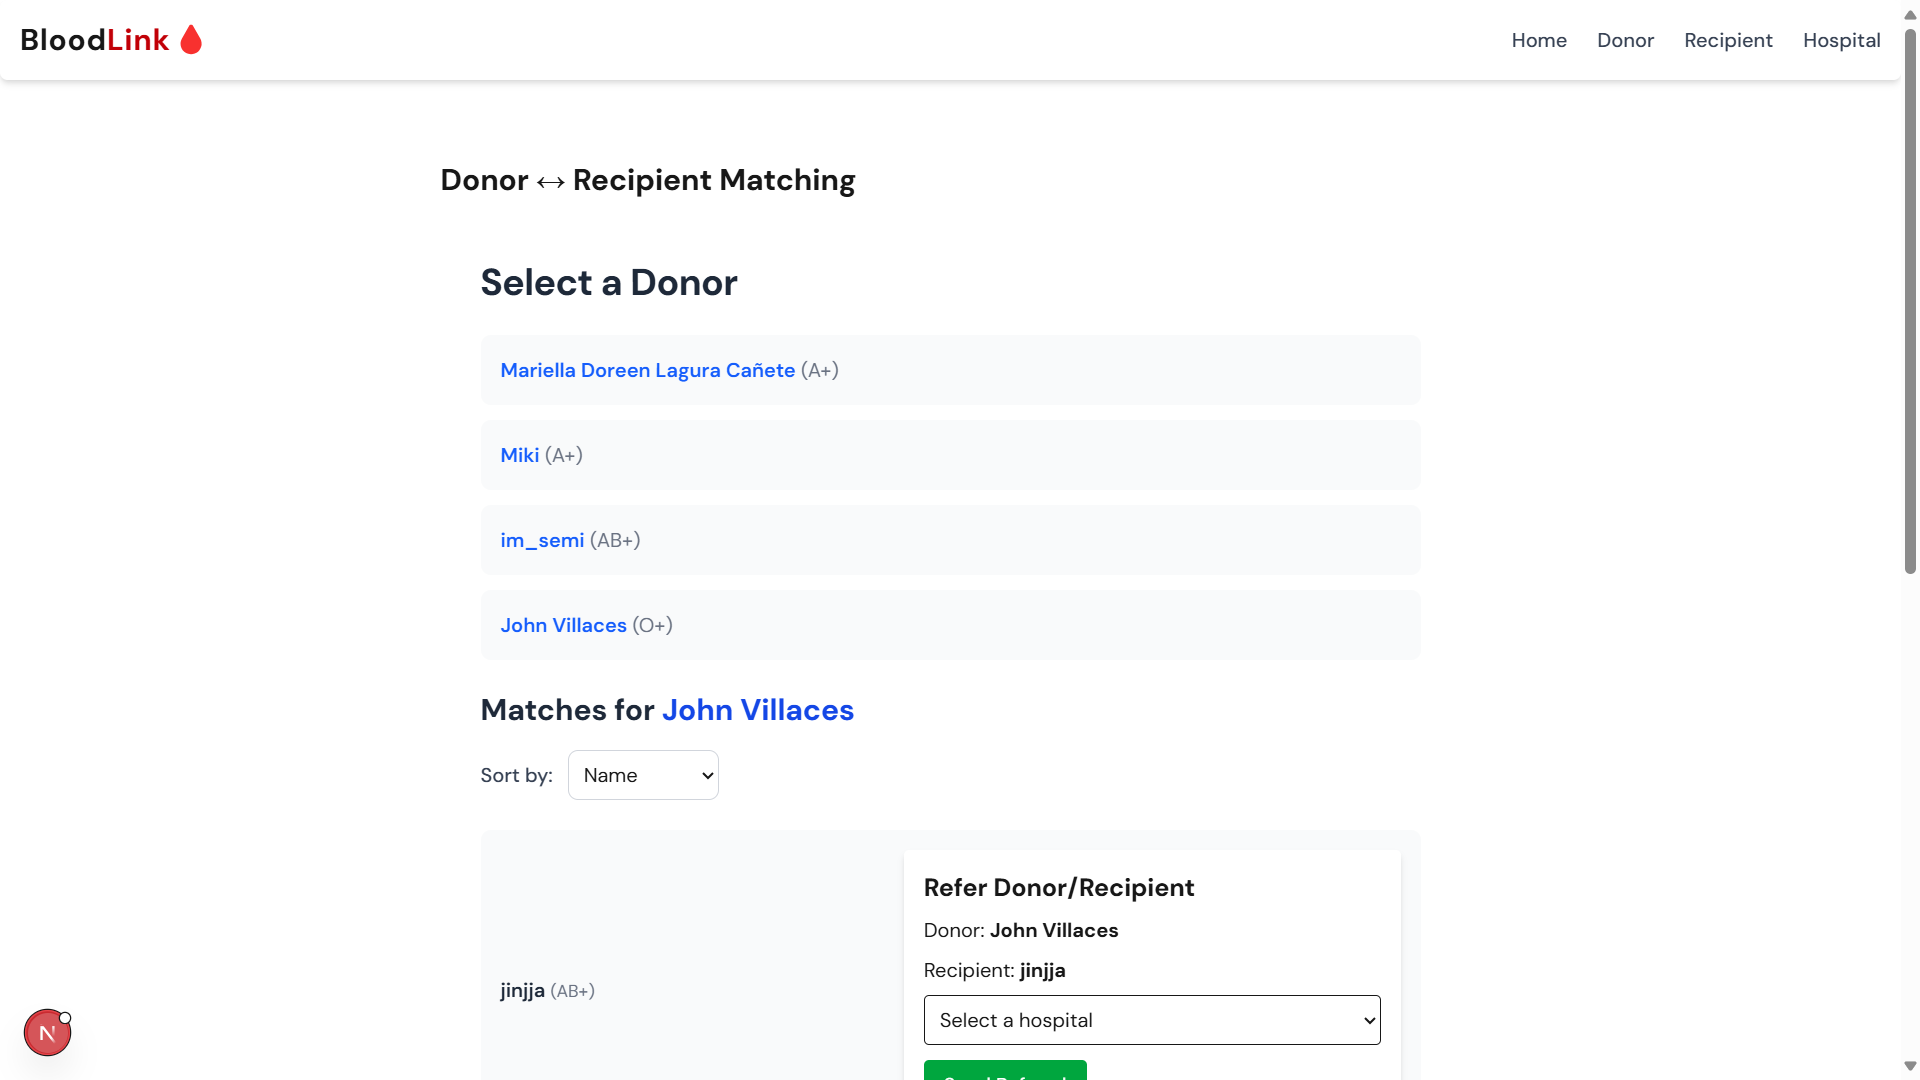 BloodLink
Home Donor Recipient Hospital
Donor ↔ Recipient Matching
Select a Donor
Mariella Doreen Lagura Cañete (A+)
Miki (A+)
im_semi (AB+)
John Villaces (O+)
Matches for John Villaces
Sort by: Name
Refer Donor/Recipient
Donor: John Villaces
Recipient: jinjja
jinjja (AB+)
Select a hospital
N